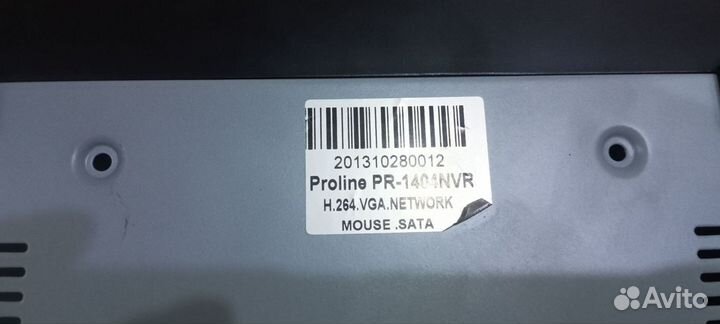 201310280012
Proline PR-1404NVR
H.264.VGA.NETWORK
MOUSE .SATA
Avito